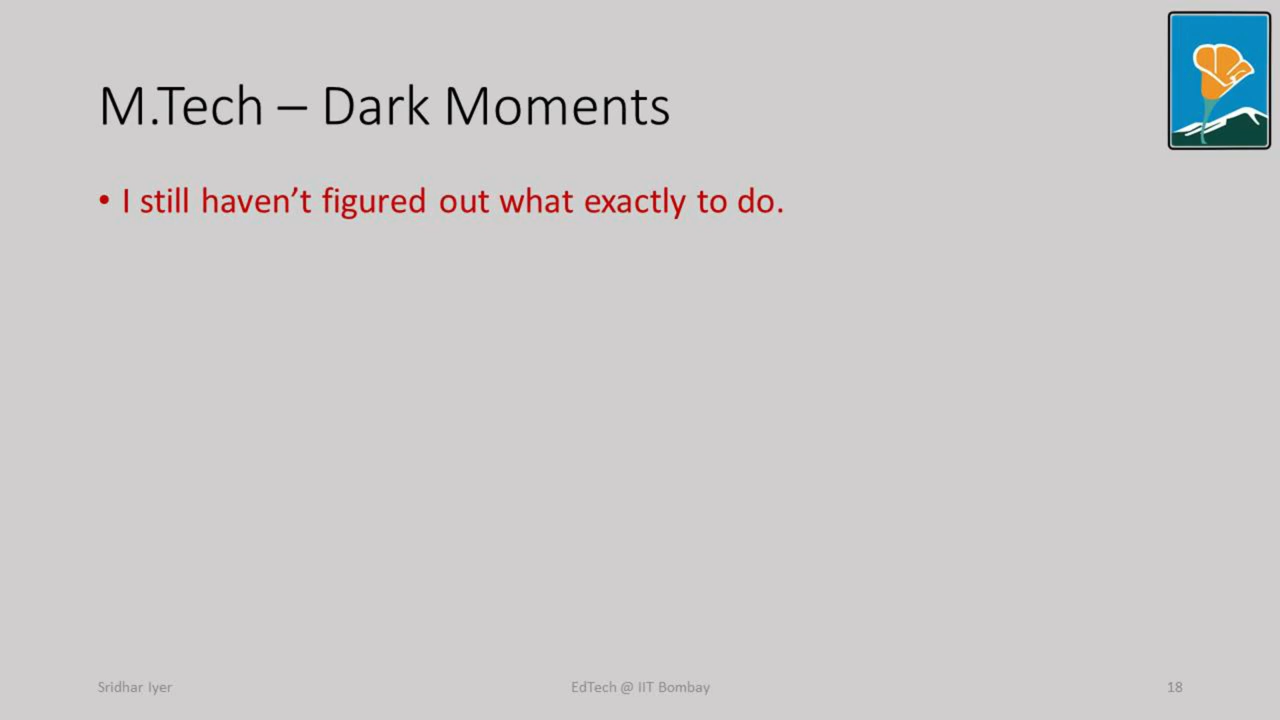 M.Tech – Dark Moments
• I still haven’t figured out what exactly to do.
Sridhar Iyer
EdTech @ IIT Bombay
18